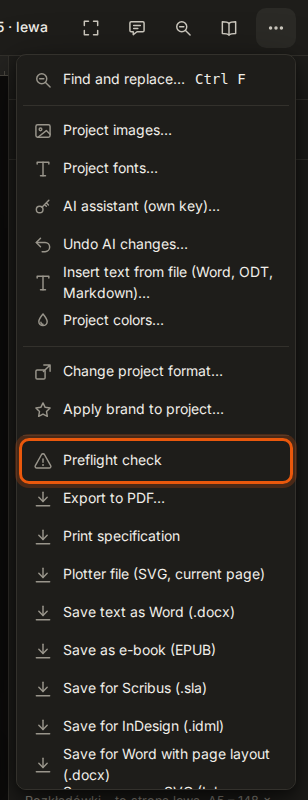 5 · lewa
Find and replace... Ctrl F
Project images...
Project fonts...
AI assistant (own key)...
Undo AI changes...
Insert text from file (Word, ODT,
Markdown)...
Project colors...
Change project format...
Apply brand to project...
Preflight check
Export to PDF...
Print specification
Plotter file (SVG, current page)
Save text as Word (.docx)
Save as e-book (EPUB)
Save for Scribus (.sla)
Save for InDesign (.idml)
Save for Word with page layout
(.docx)